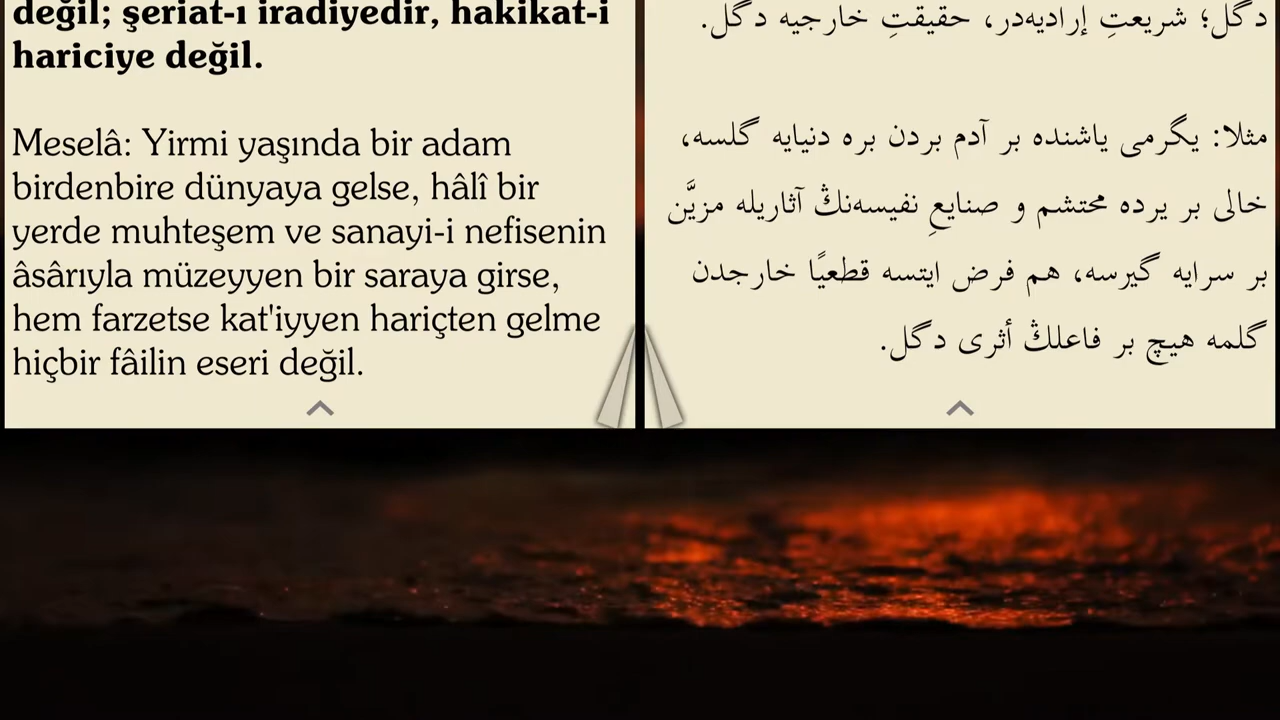 değil; şeriat-ı iradiyedir, hakikat-i
hariciye değil.
Meselâ: Yirmi yaşında bir adam
birdenbire dünyaya gelse, hâlî bir
yerde muhteşem ve sanayi-i nefisenin
âsârıyla müzeyyen bir saraya girse,
hem farzetse kat'iyyen hariçten gelme
hiçbir fâilin eseri değil.
دگل؛ شریعتِ إرادیه‌در، حقیقتِ خارجیه دگل.
مثلا: یگرمی یاشنده بر آدم بردن بره دنیایه گلسه،
خالی بر یرده محتشم و صنایعِ نفیسه‌نڭ آثاریله مزیَّن
بر سرایه گیرسه، هم فرض ایتسه قطعیًا خارجدن
گلمه هیچ بر فاعلڭ أثری دگل.